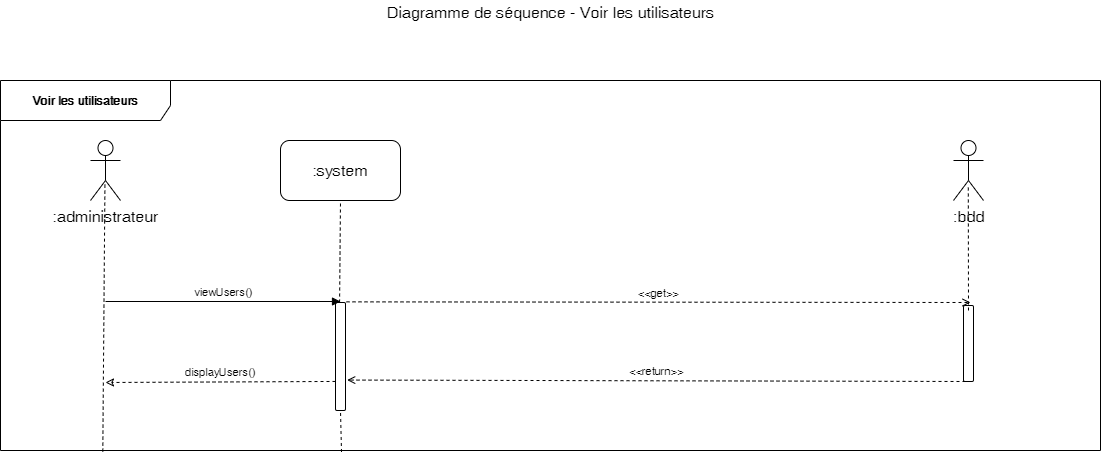 Diagramme de séquence - Voir les utilisateurs
Voir les utilisateurs
:system
:administrateur
:bdd
viewUsers()
<<get>>
displayUsers()
<<return>>